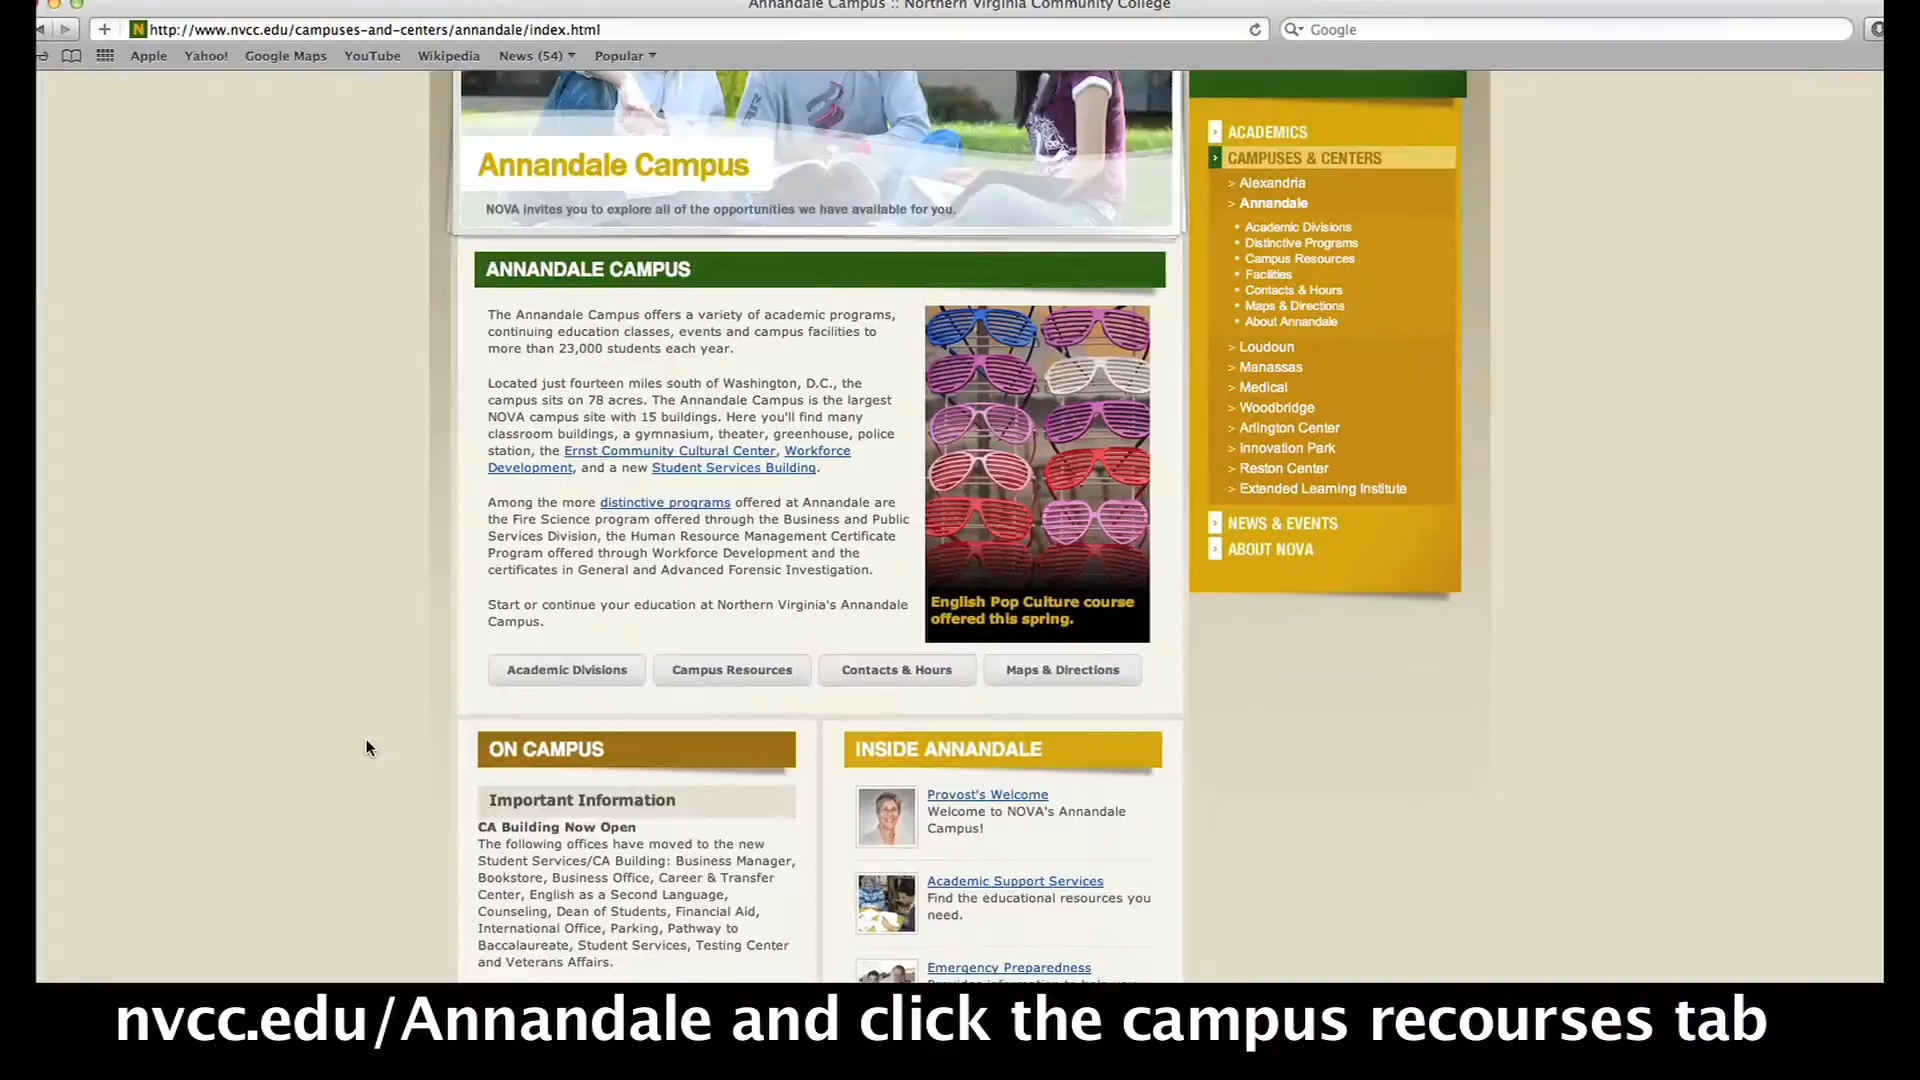 Annandale Campus :: Northern Virginia Community College
http://www.nvcc.edu/campuses-and-centers/annandale/index.html
Google
Apple Yahoo! Google Maps YouTube Wikipedia News (54) Popular
Annandale Campus
NOVA invites you to explore all of the opportunities we have available for you.
ANNANDALE CAMPUS
The Annandale Campus offers a variety of academic programs,
continuing education classes, events and campus facilities to
more than 23,000 students each year.
Located just fourteen miles south of Washington, D.C., the
campus sits on 78 acres. The Annandale Campus is the largest
NOVA campus site with 15 buildings. Here you'll find many
classroom buildings, a gymnasium, theater, greenhouse, police
station, the Ernst Community Cultural Center, Workforce
Development, and a new Student Services Building.
Among the more distinctive programs offered at Annandale are
the Fire Science program offered through the Business and Public
Services Division, the Human Resource Management Certificate
Program offered through Workforce Development and the
certificates in General and Advanced Forensic Investigation.
Start or continue your education at Northern Virginia's Annandale
Campus.
English Pop Culture course
offered this spring.
Academic Divisions Campus Resources Contacts & Hours Maps & Directions
ON CAMPUS
Important Information
CA Building Now Open
The following offices have moved to the new
Student Services/CA Building: Business Manager,
Bookstore, Business Office, Career & Transfer
Center, English as a Second Language,
Counseling, Dean of Students, Financial Aid,
International Office, Parking, Pathway to
Baccalaureate, Student Services, Testing Center
and Veterans Affairs.
INSIDE ANNANDALE
Provost's Welcome
Welcome to NOVA's Annandale
Campus!
Academic Support Services
Find the educational resources you
need.
Emergency Preparedness
ACADEMICS
CAMPUSES & CENTERS
> Alexandria
> Annandale
• Academic Divisions
• Distinctive Programs
• Campus Resources
• Facilities
• Contacts & Hours
• Maps & Directions
• About Annandale
> Loudoun
> Manassas
> Medical
> Woodbridge
> Arlington Center
> Innovation Park
> Reston Center
> Extended Learning Institute
NEWS & EVENTS
ABOUT NOVA
nvcc.edu/Annandale and click the campus recourses tab